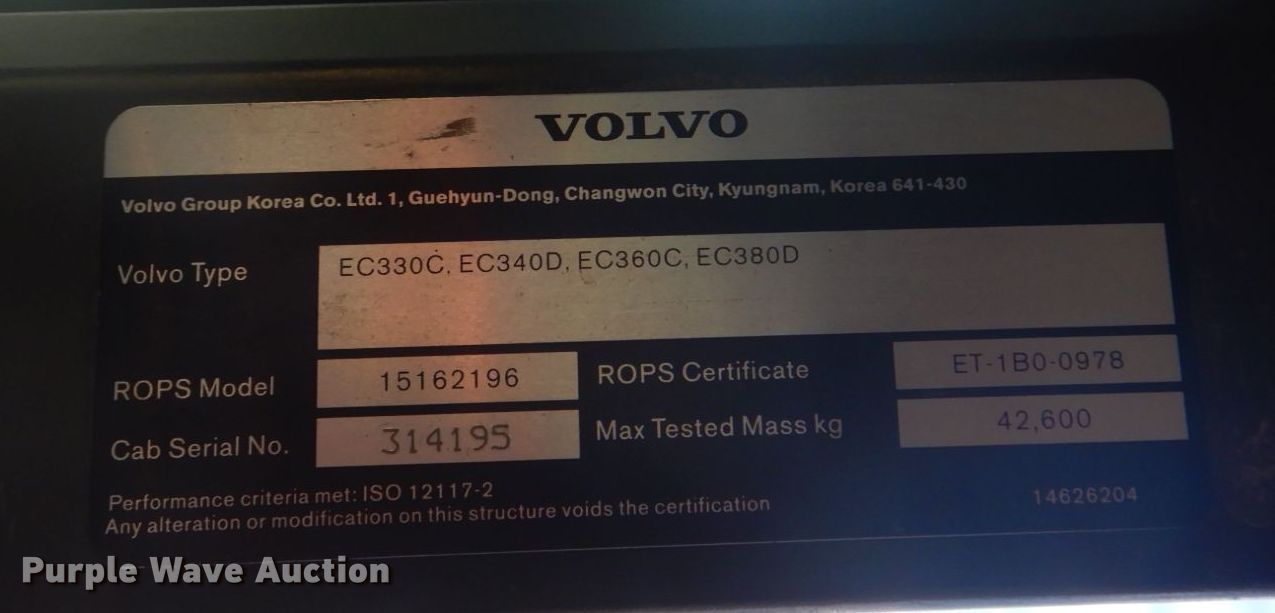 VOLVO
Volvo Group Korea Co. Ltd. 1, Guehyun-Dong, Changwon City, Kyungnam, Korea 641-430
Volvo Type EC330C, EC340D, EC360C, EC380D
ROPS Model 15162196 ROPS Certificate ET-1B0-0978
Cab Serial No. 314195 Max Tested Mass kg 42,600
Performance criteria met: ISO 12117-2
Any alteration or modification on this structure voids the certification 14626204
Purple Wave Auction